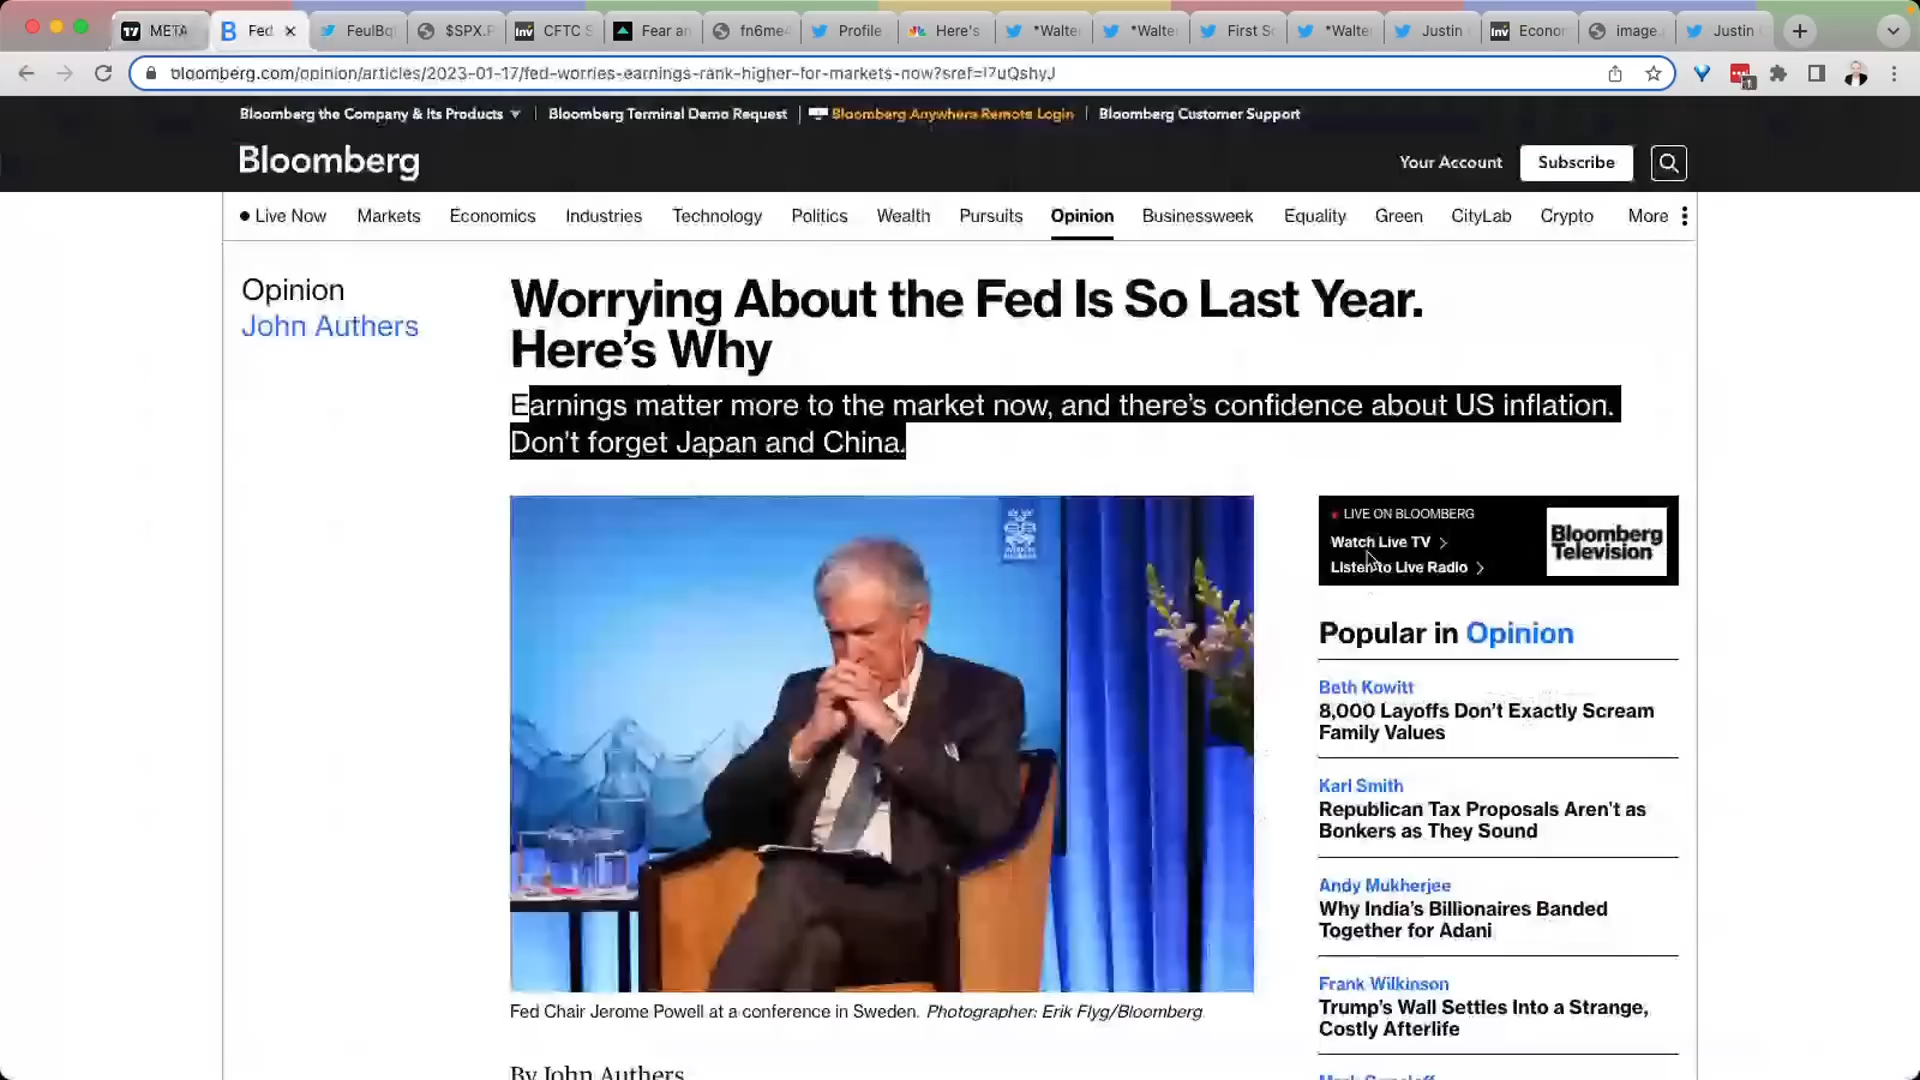 META
Fed
FeulBq
$SPX.P
CFTC S
Fear an
fn6me4
Profile
Here's
*Walte
*Walte
First Sc
*Walte
Justin
Econor
image.
Justin
bloomberg.com/opinion/articles/2023-01-17/fed-worries-earnings-rank-higher-for-markets-now?sref=
Bloomberg the Company & Its Products
Bloomberg Terminal Demo Request
Bloomberg Anywhere Remote Login
Bloomberg Customer Support
Bloomberg
Your Account
Subscribe
Live Now
Markets
Economics
Industries
Technology
Politics
Wealth
Pursuits
Opinion
Businessweek
Equality
Green
CityLab
Crypto
More
Opinion
John Authers
Worrying About the Fed Is So Last Year.
Here's Why
Earnings matter more to the market now, and there's confidence about US inflation.
Don't forget Japan and China.
LIVE ON BLOOMBERG
Watch Live TV
Listen to Live Radio
Bloomberg
Television
Popular in Opinion
Beth Kowitt
8,000 Layoffs Don't Exactly Scream
Family Values
Karl Smith
Republican Tax Proposals Aren't as
Bonkers as They Sound
Andy Mukherjee
Why India's Billionaires Banded
Together for Adani
Frank Wilkinson
Trump's Wall Settles Into a Strange,
Costly Afterlife
Fed Chair Jerome Powell at a conference in Sweden. Photographer: Erik Flyg/Bloomberg
By John Authers